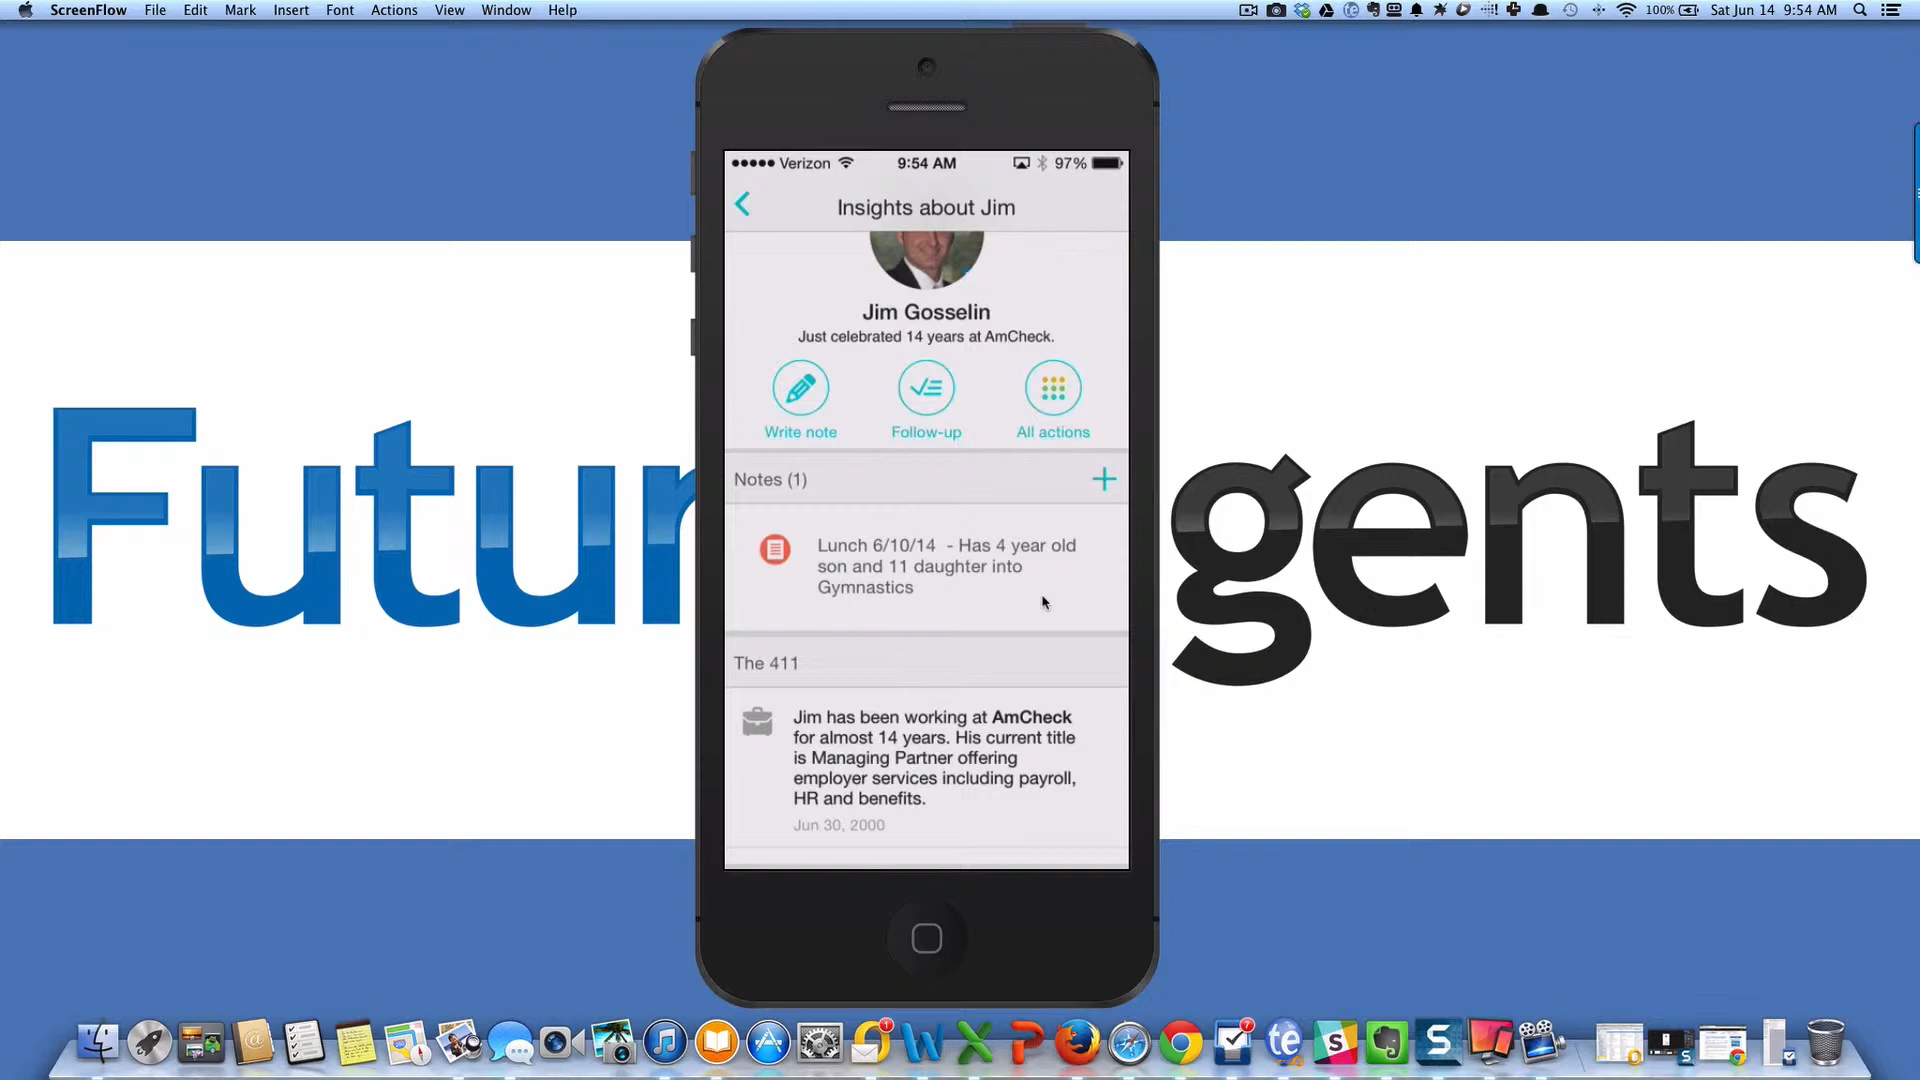 ScreenFlow File Edit Mark Insert Font Actions View Window Help 100% Sat Jun 14 9:54 AM
Verizon 9:54 AM 97%
Insights about Jim
Jim Gosselin
Just celebrated 14 years at AmCheck.
Write note Follow-up All actions
Futur gents
Notes (1)
Lunch 6/10/14 - Has 4 year old
son and 11 daughter into
Gymnastics
The 411
Jim has been working at AmCheck
for almost 14 years. His current title
is Managing Partner offering
employer services including payroll,
HR and benefits.
Jun 30, 2000